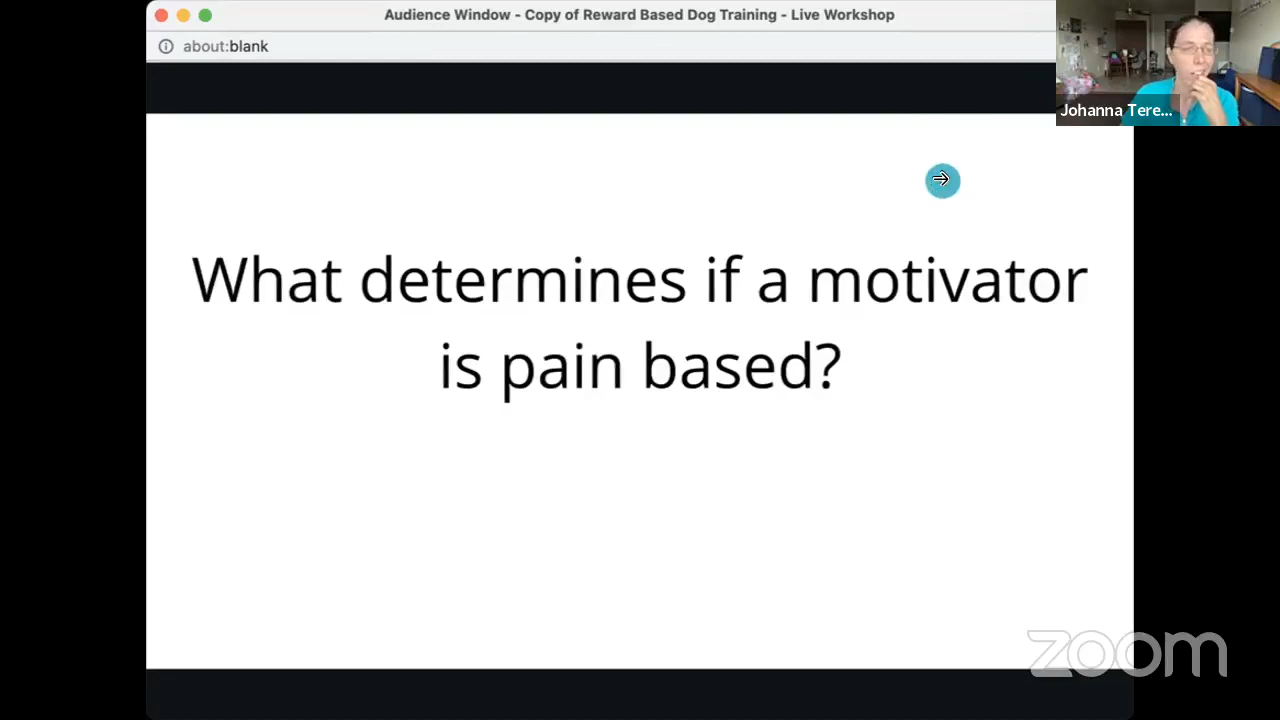 Audience Window - Copy of Reward Based Dog Training - Live Workshop
about:blank
Johanna Tere...
What determines if a motivator
is pain based?
zoom